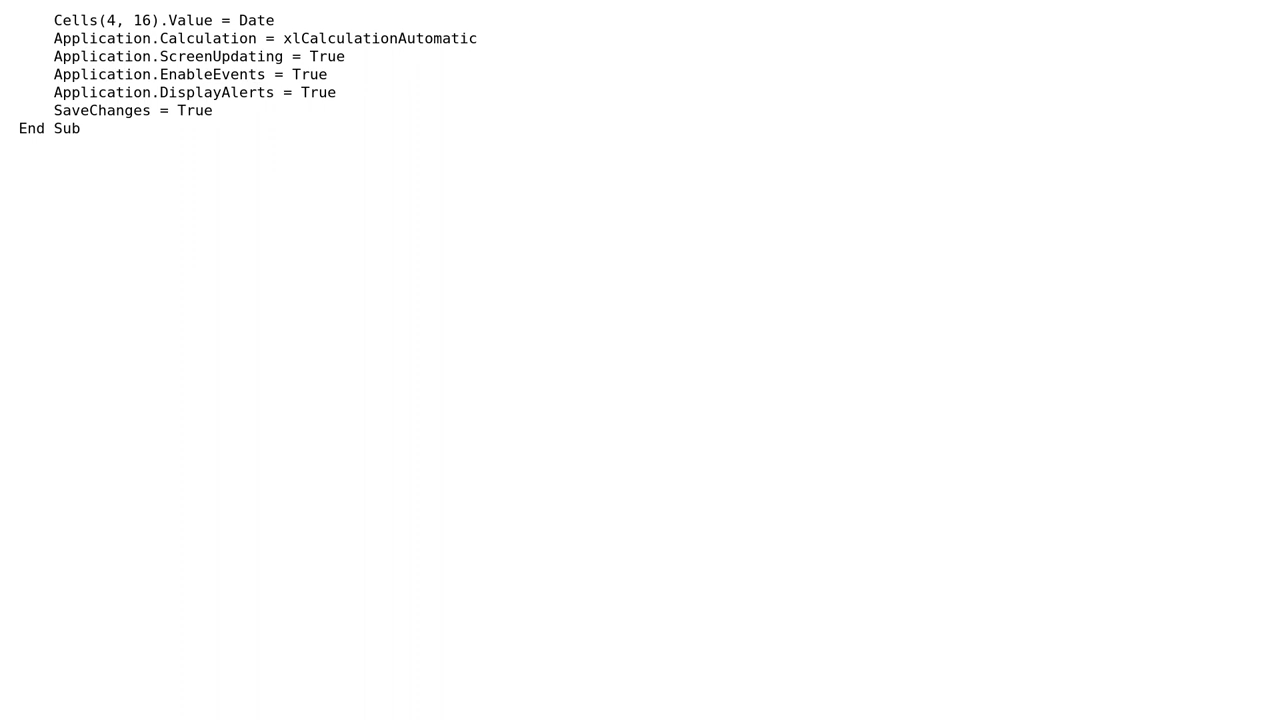 Cells(4, 16).Value = Date
    Application.Calculation = xlCalculationAutomatic
    Application.ScreenUpdating = True
    Application.EnableEvents = True
    Application.DisplayAlerts = True
    SaveChanges = True
End Sub